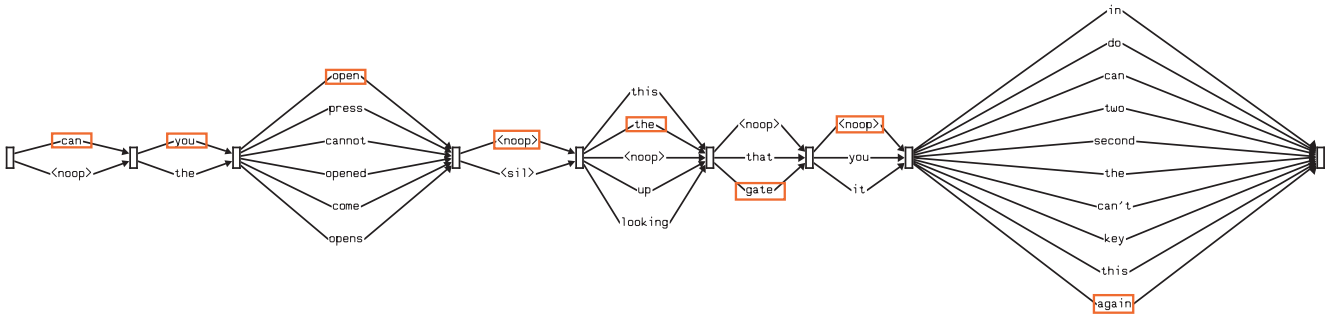 can
<noop>
you
the
open
press
cannot
opened
come
opens
<noop>
<sil>
this
the
<noop>
up
looking
<noop>
that
gate
<noop>
you
it
in
do
can
two
second
the
can't
key
this
again